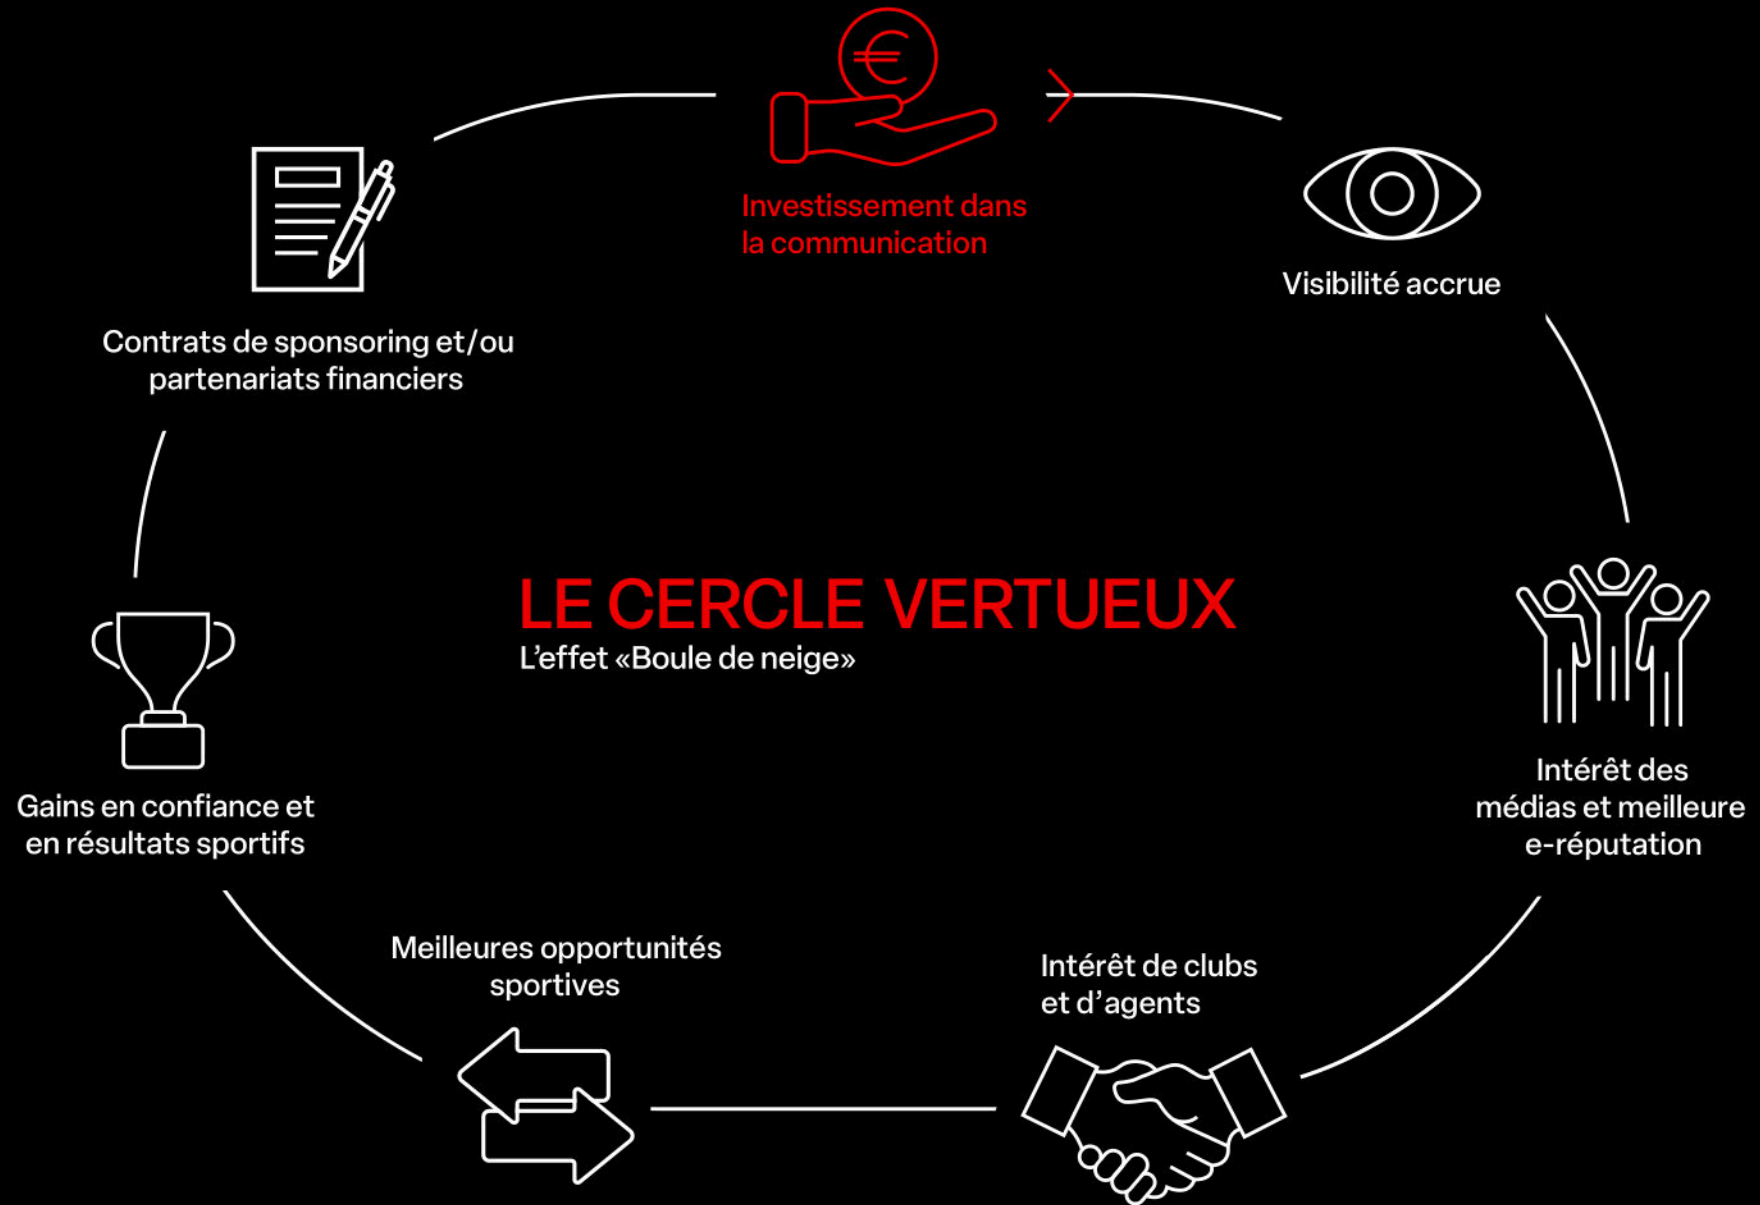 Investissement dans
la communication
Visibilité accrue
Contrats de sponsoring et/ou
partenariats financiers
LE CERCLE VERTUEUX
L'effet «Boule de neige»
Intérêt des
médias et meilleure
e-réputation
Gains en confiance et
en résultats sportifs
Meilleures opportunités
sportives
Intérêt de clubs
et d'agents